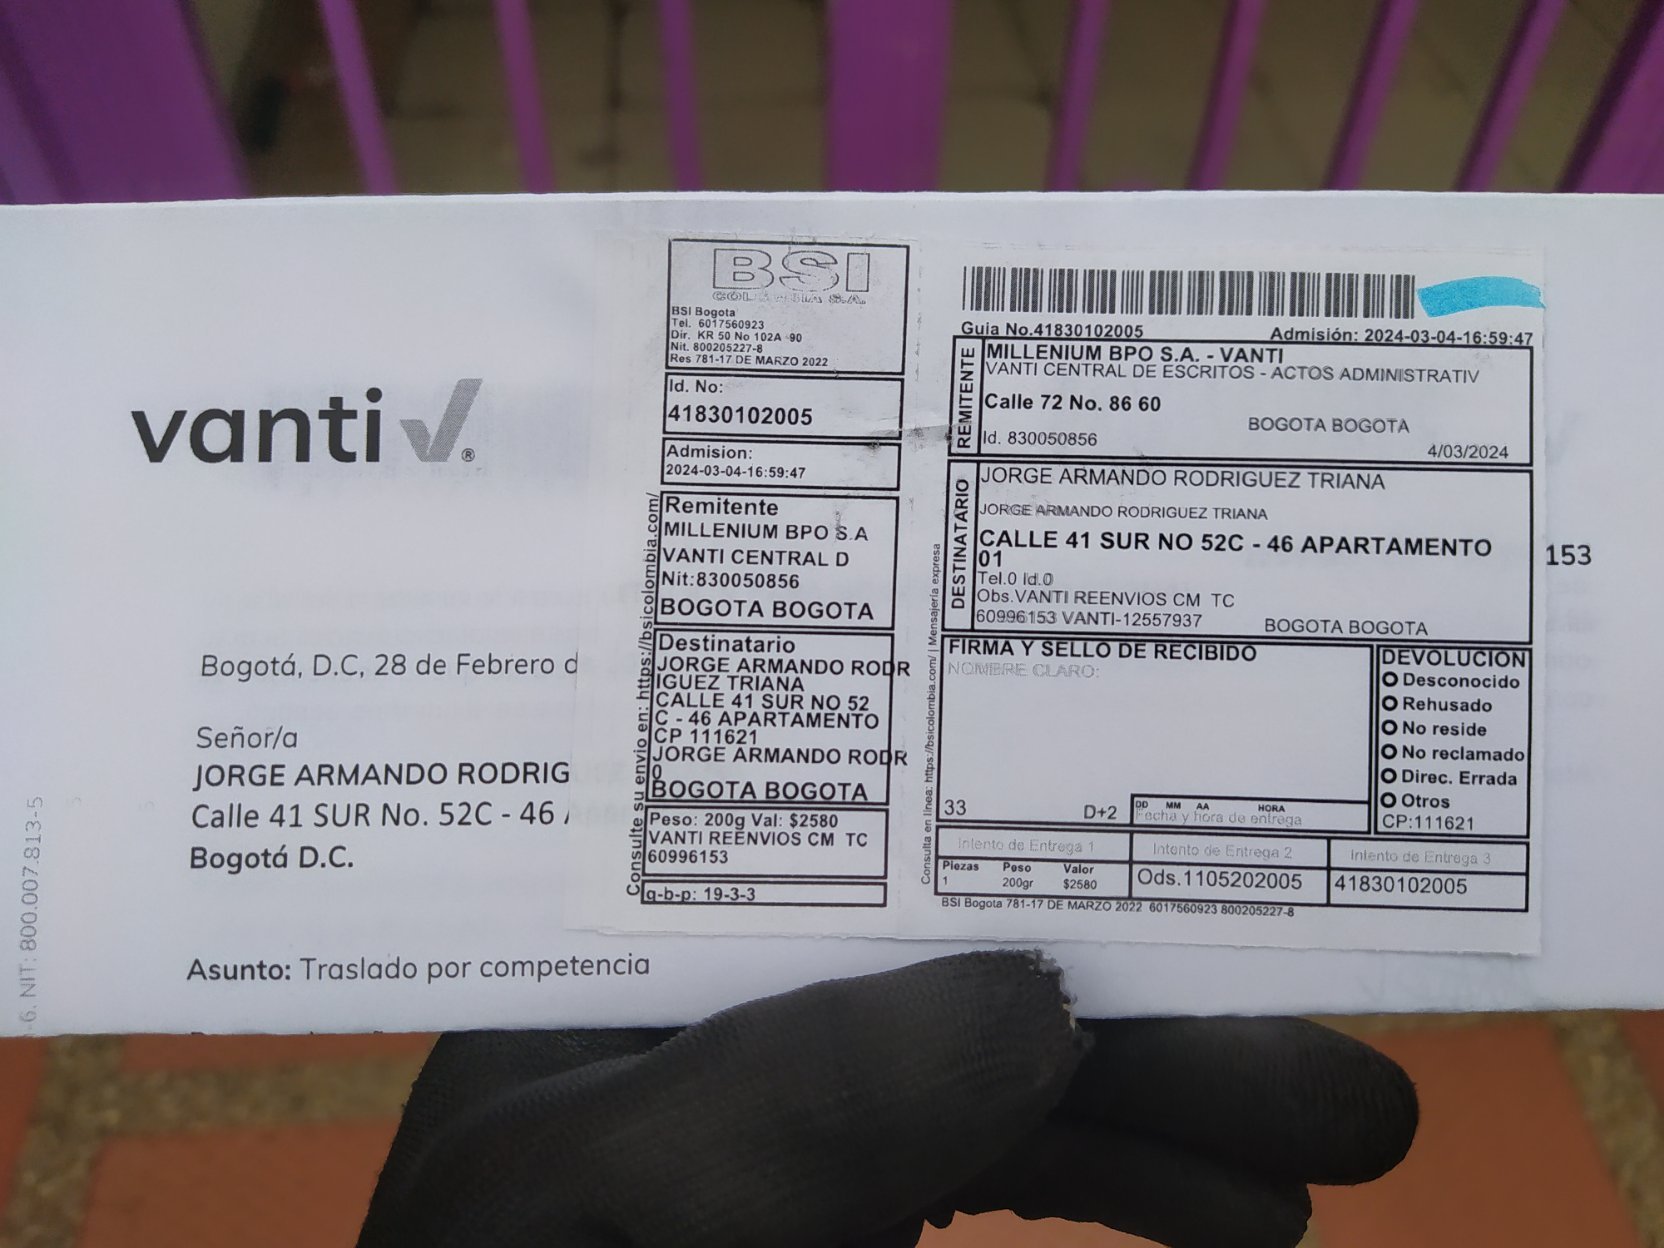 vanti
®
Bogotá, D.C, 28 de Febrero d
Señor/a
JORGE ARMANDO RODRIG
Calle 41 SUR No. 52C - 46
Bogotá D.C.
Asunto: Traslado por competencia
6. NIT: 800.007.813-5
153
BSI
COLOMBIA S.A.
BSI Bogota
Tel. 6017560923
Dir. KR 50 No 102A -90
Nit. 800205227-8
Res 781-17 DE MARZO 2022
Id. No:
41830102005
Admision:
2024-03-04-16:59:47
Remitente
MILLENIUM BPO S.A
VANTI CENTRAL D
Nit:830050856
BOGOTA BOGOTA
Destinatario
JORGE ARMANDO RODR
IGUEZ TRIANA
CALLE 41 SUR NO 52
C - 46 APARTAMENTO
CP 111621
JORGE ARMANDO RODR
0
BOGOTA BOGOTA
Peso: 200g Val: $2580
VANTI REENVIOS CM TC
60996153
q-b-p: 19-3-3
Consulte su envio en: https://bsicolombia.com/
Guia No.41830102005
Admisión: 2024-03-04-16:59:47
REMITENTE
MILLENIUM BPO S.A. - VANTI
VANTI CENTRAL DE ESCRITOS - ACTOS ADMINISTRATIV
Calle 72 No. 86 60
BOGOTA BOGOTA
Id. 830050856
4/03/2024
DESTINATARIO
JORGE ARMANDO RODRIGUEZ TRIANA
JORGE ARMANDO RODRIGUEZ TRIANA
CALLE 41 SUR NO 52C - 46 APARTAMENTO
01
Tel.0 Id.0
Obs.VANTI REENVIOS CM TC
60996153 VANTI-12557937
BOGOTA BOGOTA
FIRMA Y SELLO DE RECIBIDO
NOMBRE CLARO:
33
D+2
DD MM AA HORA
Fecha y hora de entrega
DEVOLUCION
Desconocido
Rehusado
No reside
No reclamado
Direc. Errada
Otros
CP:111621
Intento de Entrega 1
Intento de Entrega 2
Intento de Entrega 3
Piezas Peso Valor
1 200gr $2580
Ods.1105202005
41830102005
BSI Bogota 781-17 DE MARZO 2022 6017560923 800205227-8
Consulta en linea: https://bsicolombia.com/ | Mensajería expresa